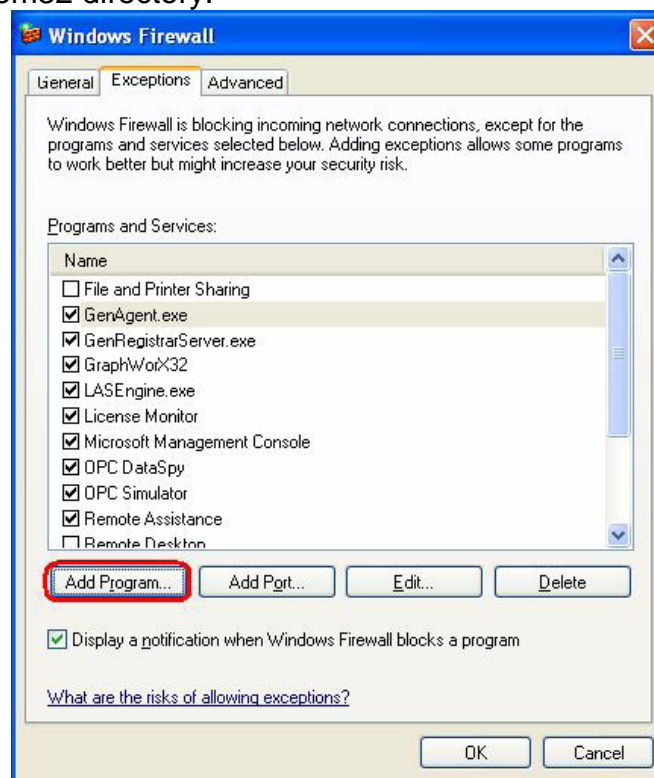 directory.
Windows Firewall
General Exceptions Advanced
Windows Firewall is blocking incoming network connections, except for the
programs and services selected below. Adding exceptions allows some programs
to work better but might increase your security risk.
Programs and Services:
Name
File and Printer Sharing
GenAgent.exe
GenRegistrarServer.exe
GraphWorX32
LASEngine.exe
License Monitor
Microsoft Management Console
OPC DataSpy
OPC Simulator
Remote Assistance
Remote Desktop
Add Program... Add Port... Edit... Delete
Display a notification when Windows Firewall blocks a program
What are the risks of allowing exceptions?
OK Cancel